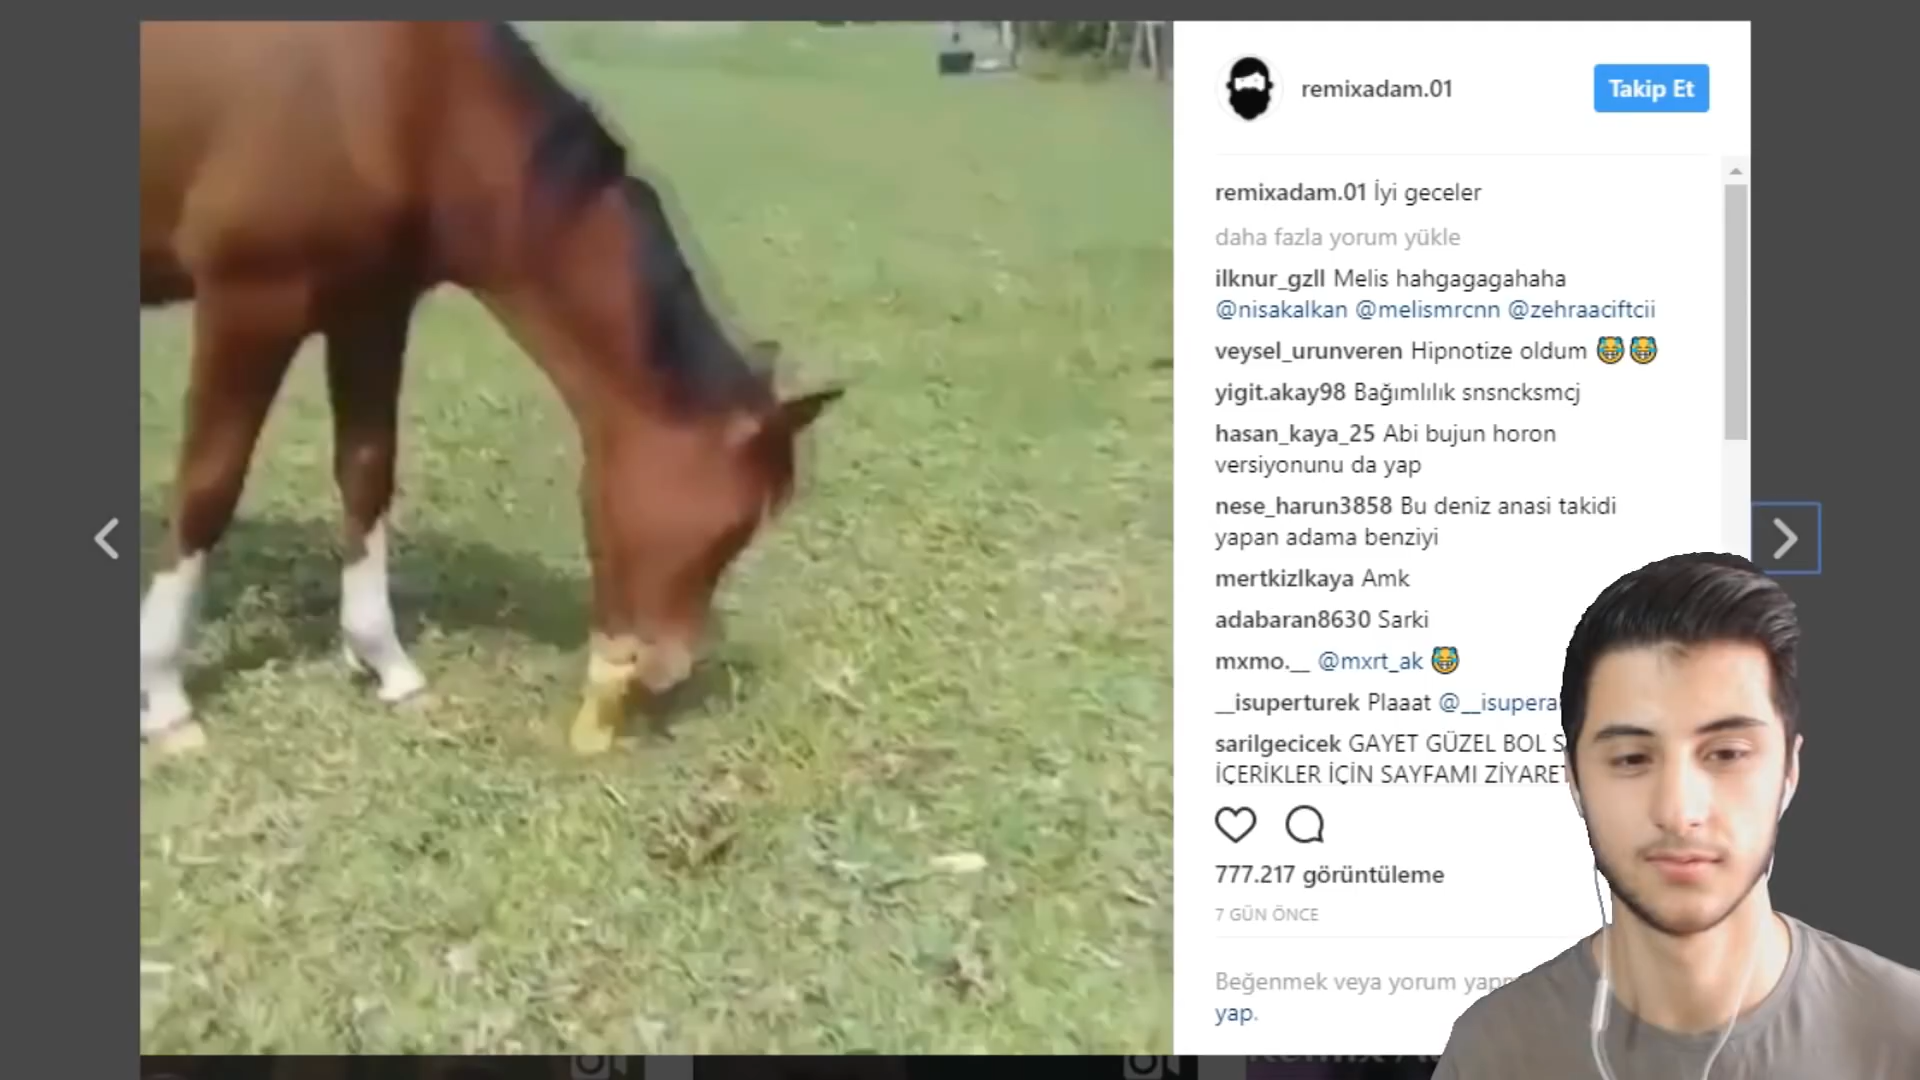 remixadam.01
Takip Et
remixadam.01 İyi geceler
daha fazla yorum yükle
ilknur_gzll Melis hahgagagahaha
@nisakalkan @melismrcnn @zehraaciftcii
veysel_urunveren Hipnotize oldum
yigit.akay98 Bağımlılık snsncksmcj
hasan_kaya_25 Abi bujun horon
versiyonunu da yap
nese_harun3858 Bu deniz anasi takidi
yapan adama benziyi
mertkizlkaya Amk
adabaran8630 Sarki
mxmo.__ @mxrt_ak
__isuperturek Plaaat
sarilgecicek GAYET GÜZEL BOL
İÇERİKLER İÇİN SAYFAMI
777.217 görüntüleme
7 GÜN ÖNCE
Beğenmek veya yorum
yap.